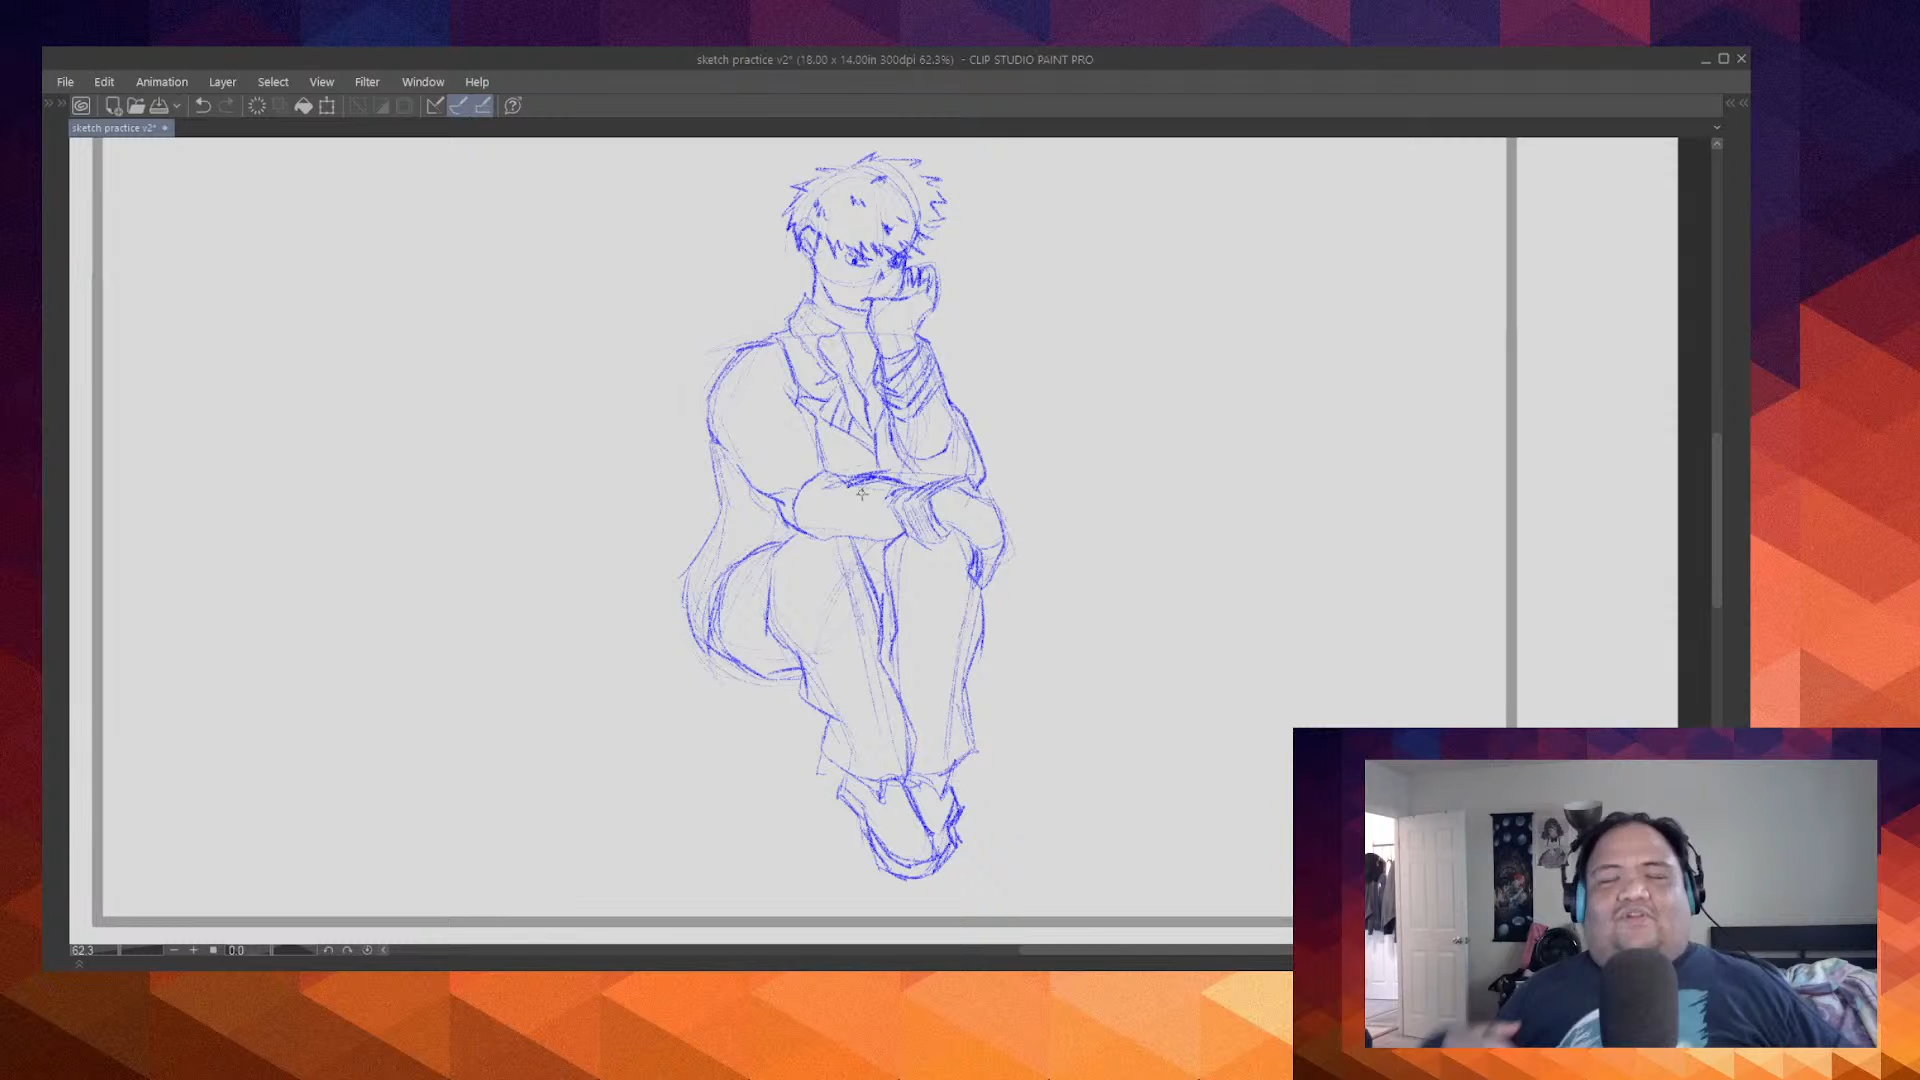 sketch practice v2* (18.00 x 14.00in 300dpi 62.3%) - CLIP STUDIO PAINT PRO
File Edit Animation Layer Select View Filter Window Help
sketch practice v2*
62.3 0.0